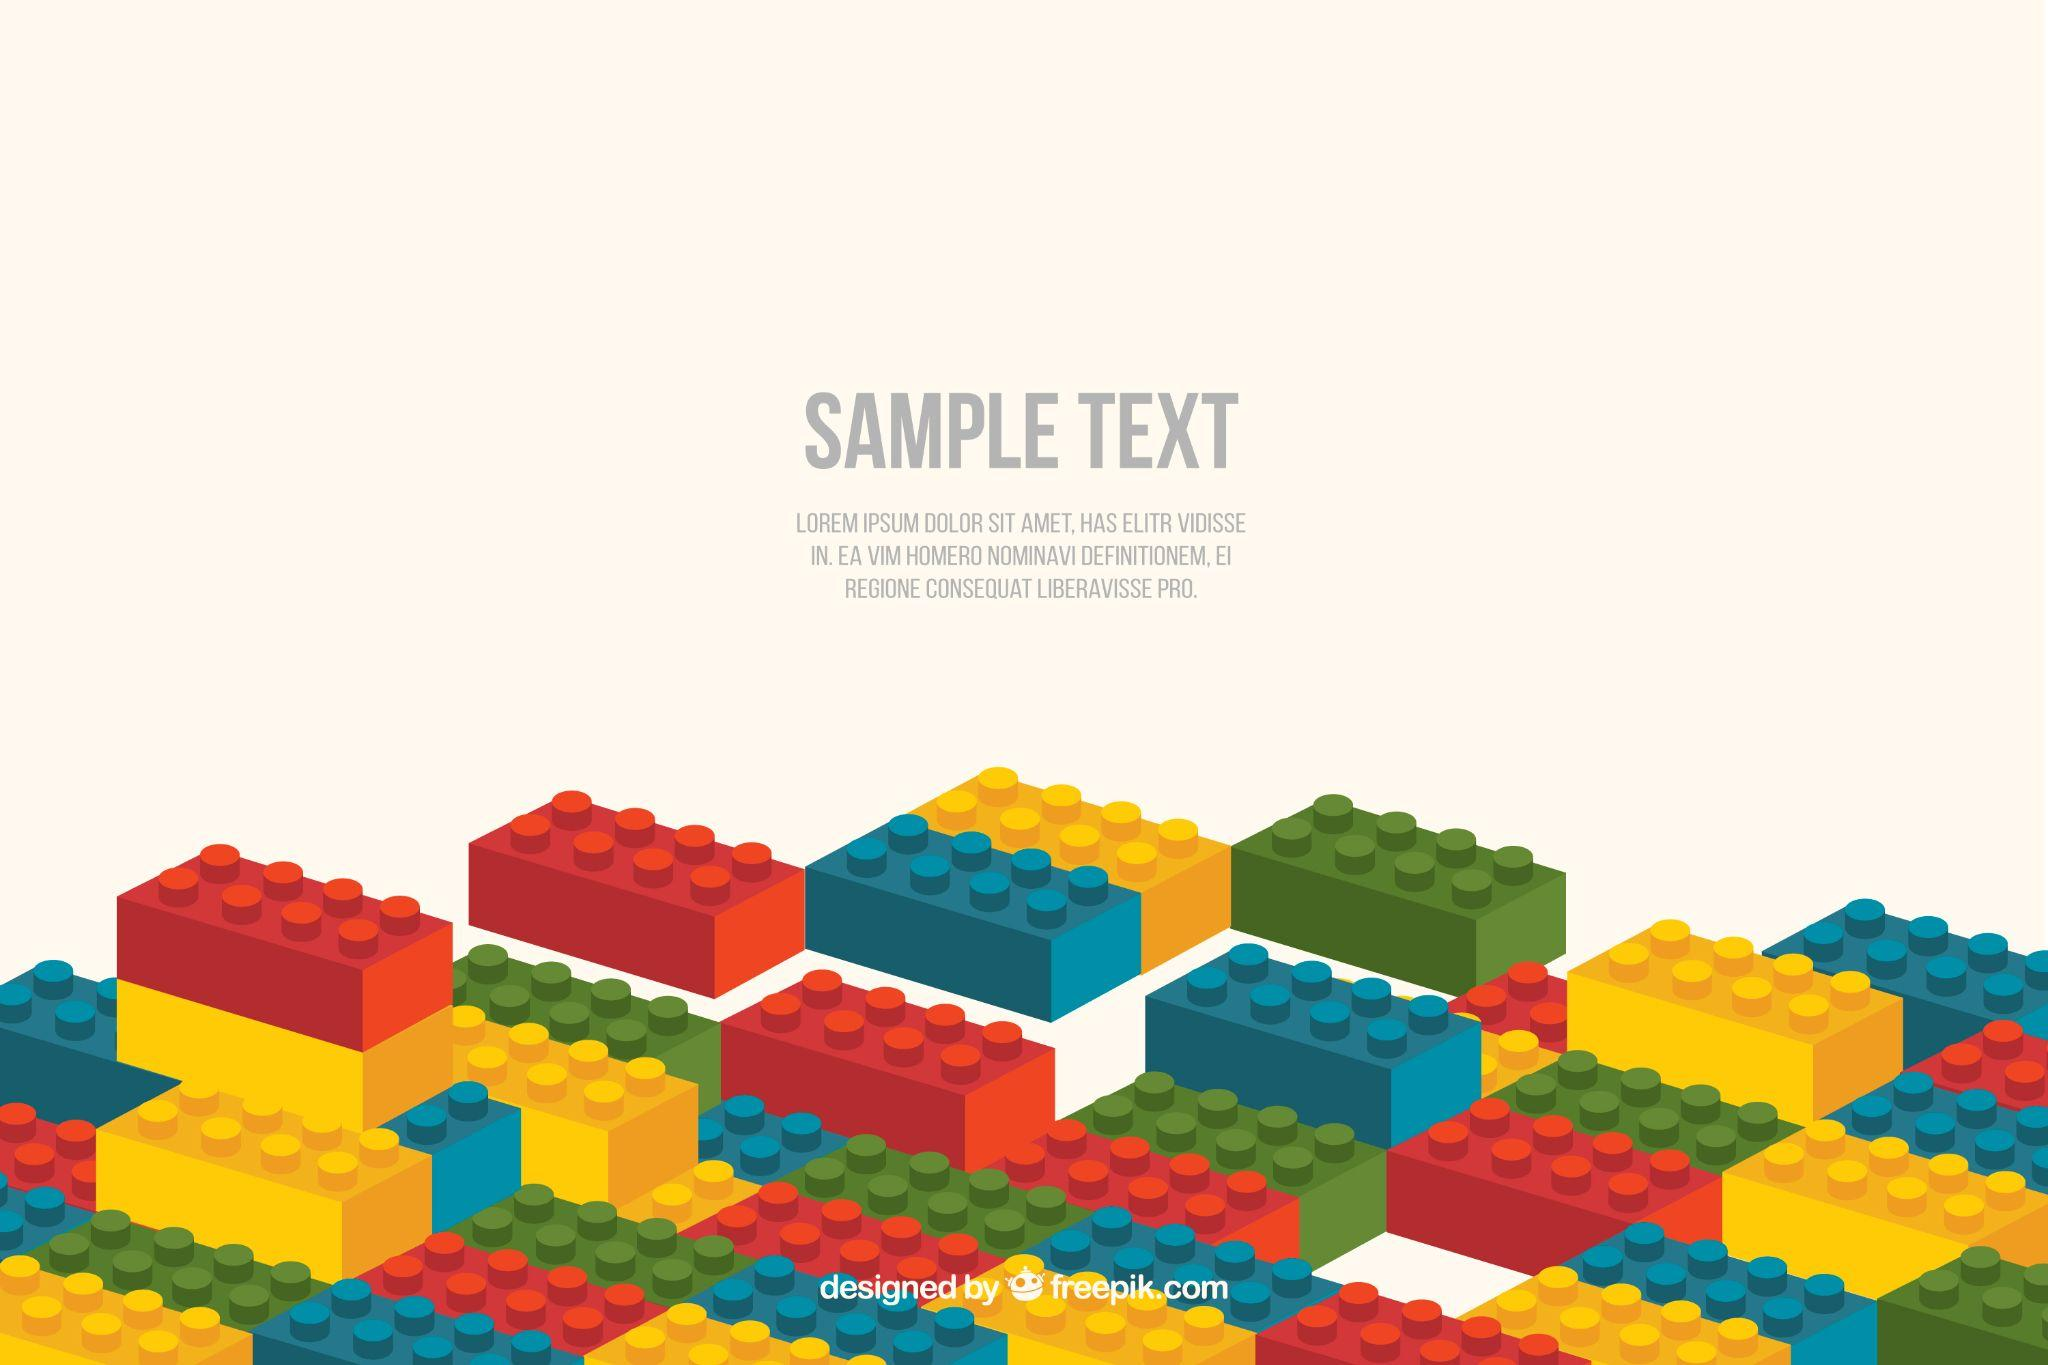 SAMPLE TEXT
LOREM IPSUM DOLOR SIT AMET, HAS ELITR VIDISSE
IN. EA VIM HOMERO NOMINAVI DEFINITIONEM, EI
REGIONE CONSEQUAT LIBERAVISSE PRO.
designed by freepik.com